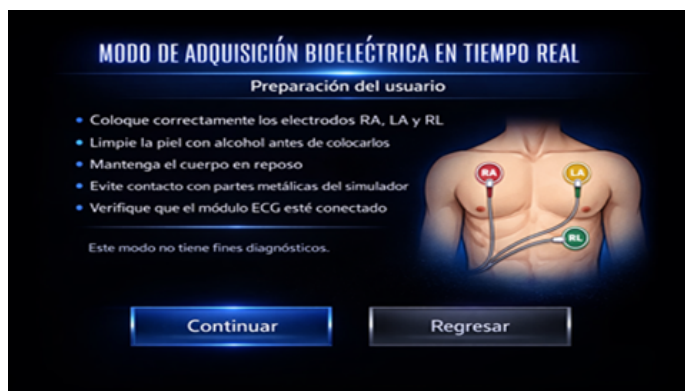 MODO DE ADQUISICIÓN BIOELÉCTRICA EN TIEMPO REAL
Preparación del usuario
• Coloque correctamente los electrodos RA, LA y RL
• Limpie la piel con alcohol antes de colocarlos
• Mantenga el cuerpo en reposo
• Evite contacto con partes metálicas del simulador
• Verifique que el módulo ECG esté conectado
Este modo no tiene fines diagnósticos.
RA
LA
RL
Continuar
Regresar